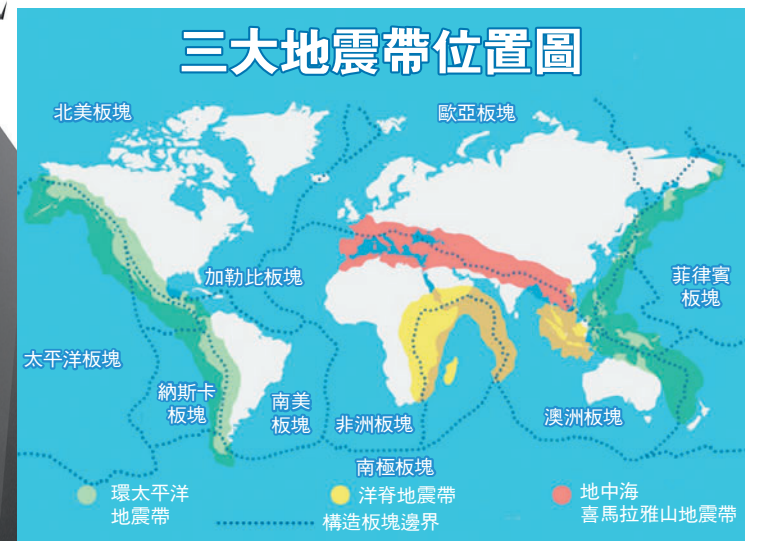 三大地震帶位置圖
北美板塊
歐亞板塊
加勒比板塊
菲律賓
板塊
太平洋板塊
納斯卡
板塊
南美
板塊
非洲板塊
澳洲板塊
南極板塊
環太平洋
地震帶
洋脊地震帶
地中海
喜馬拉雅山地震帶
構造板塊邊界